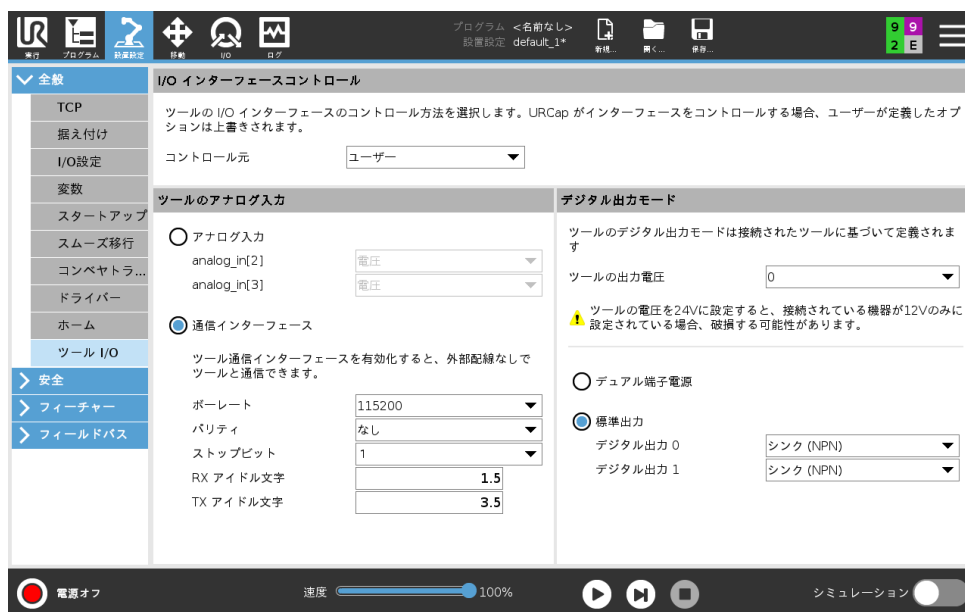 UR
実行
プログラム
設置設定
移動
I/O
ログ
プログラム <名前なし>
設置設定 default_1*
新規...
開く...
保存...
9 9
2 E
全般
TCP
据え付け
I/O設定
変数
スタートアップ
スムーズ移行
コンベヤトラ...
ドライバー
ホーム
ツール I/O
安全
フィーチャー
フィールドバス
I/O インターフェースコントロール
ツールの I/O インターフェースのコントロール方法を選択します。URCap がインターフェースをコントロールする場合、ユーザーが定義したオプ
ションは上書きされます。
コントロール元 ユーザー
ツールのアナログ入力
アナログ入力
analog_in[2] 電圧
analog_in[3] 電圧
通信インターフェース
ツール通信インターフェースを有効化すると、外部配線なしで
ツールと通信できます。
ボーレート 115200
パリティ なし
ストップビット 1
RX アイドル文字 1.5
TX アイドル文字 3.5
デジタル出力モード
ツールのデジタル出力モードは接続されたツールに基づいて定義されま
す
ツールの出力電圧 0
ツールの電圧を24Vに設定すると、接続されている機器が12Vのみに
設定されている場合、破損する可能性があります。
デュアル端子電源
標準出力
デジタル出力 0 シンク (NPN)
デジタル出力 1 シンク (NPN)
電源オフ
速度 100%
シミュレーション